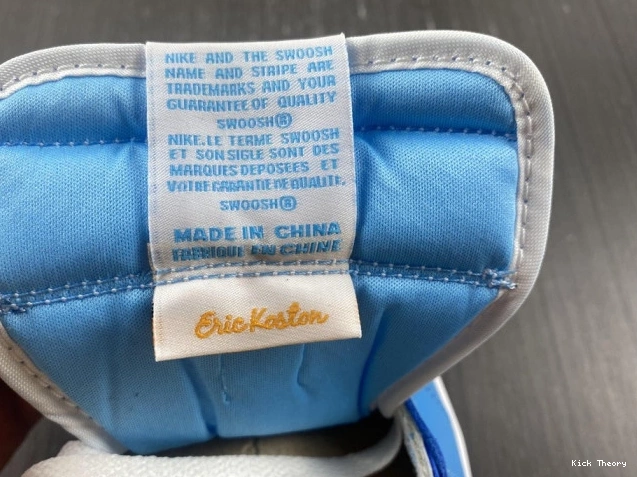 NIKE AND THE SWOOSH
NAME AND STRIPE ARE
TRADEMARKS AND YOUR
GUARANTEE OF QUALITY
SWOOSH®
NIKE. LE TERME SWOOSH
ET SON SIGLE SONT DES
MARQUES DEPOSEES ET
VOTRE GARANTIE DE QUALITE.
SWOOSH®
MADE IN CHINA
FABRIQUE EN CHINE
Eric Koston
Kick Theory